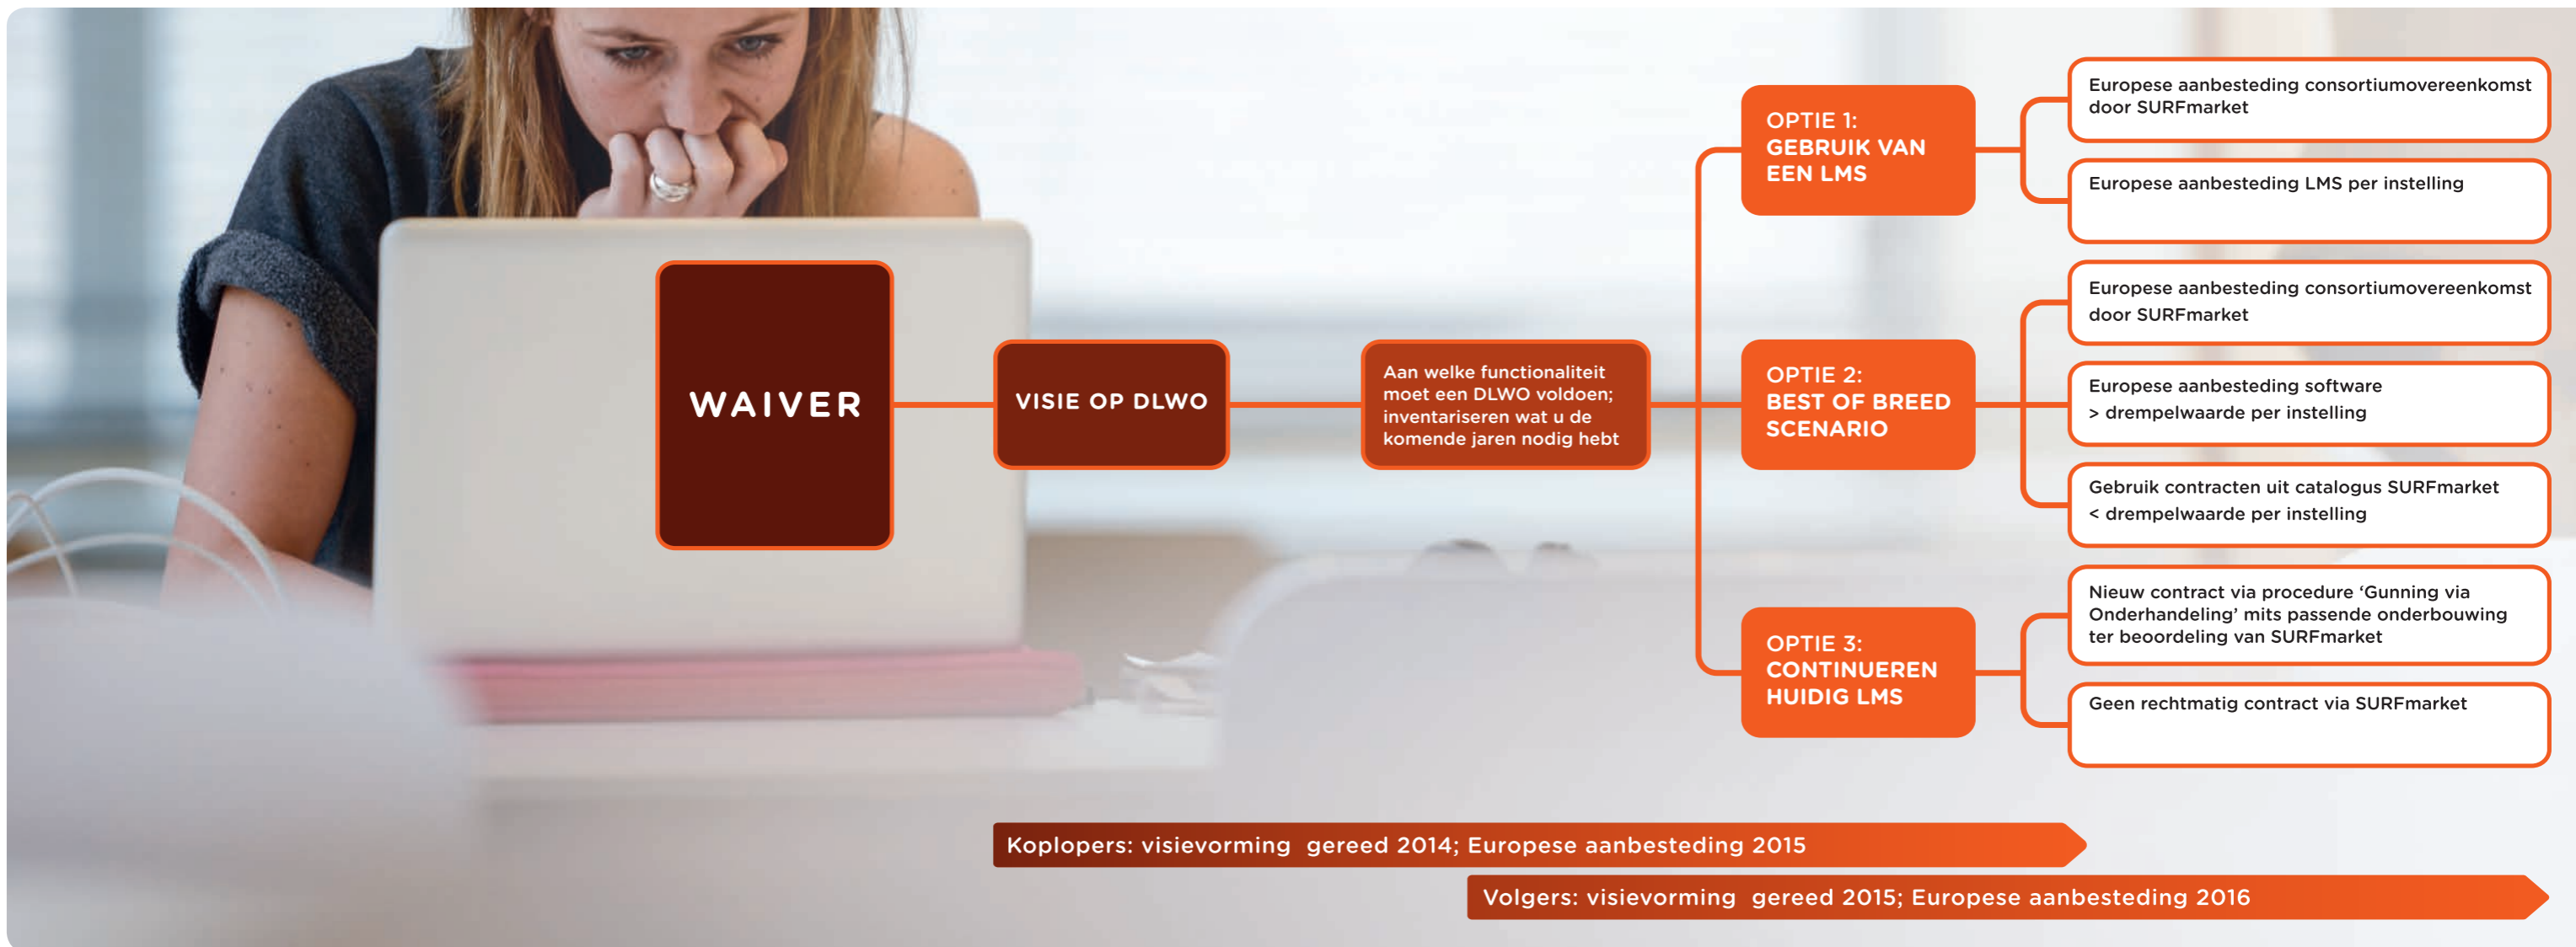 WAIVER
VISIE OP DLWO
Aan welke functionaliteit
moet een DLWO voldoen;
inventariseren wat u de
komende jaren nodig hebt
OPTIE 1:
GEBRUIK VAN
EEN LMS
Europese aanbesteding consortiumovereenkomst
door SURFmarket
Europese aanbesteding LMS per instelling
OPTIE 2:
BEST OF BREED
SCENARIO
Europese aanbesteding consortiumovereenkomst
door SURFmarket
Europese aanbesteding software
> drempelwaarde per instelling
Gebruik contracten uit catalogus SURFmarket
< drempelwaarde per instelling
OPTIE 3:
CONTINUEREN
HUIDIG LMS
Nieuw contract via procedure ‘Gunning via
Onderhandeling’ mits passende onderbouwing
ter beoordeling van SURFmarket
Geen rechtmatig contract via SURFmarket
Koplopers: visievorming  gereed 2014; Europese aanbesteding 2015
Volgers: visievorming  gereed 2015; Europese aanbesteding 2016